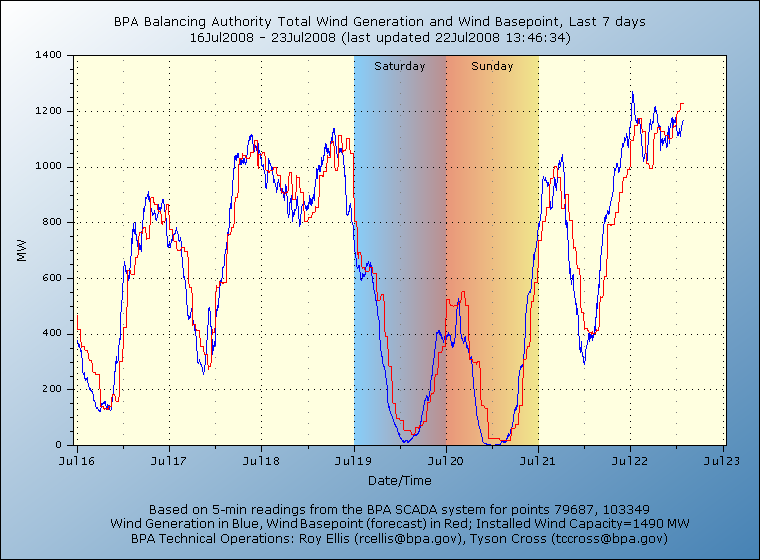 BPA Balancing Authority Total Wind Generation and Wind Basepoint, Last 7 days
16Jul2008 - 23Jul2008 (last updated 22Jul2008 13:46:34)
Saturday
Sunday
1400
1200
1000
800
600
400
200
0
MW
Jul16 Jul17 Jul18 Jul19 Jul20 Jul21 Jul22 Jul23
Date/Time
Based on 5-min readings from the BPA SCADA system for points 79687, 103349
Wind Generation in Blue, Wind Basepoint (forecast) in Red; Installed Wind Capacity=1490 MW
BPA Technical Operations: Roy Ellis (rcellis@bpa.gov), Tyson Cross (tccross@bpa.gov)